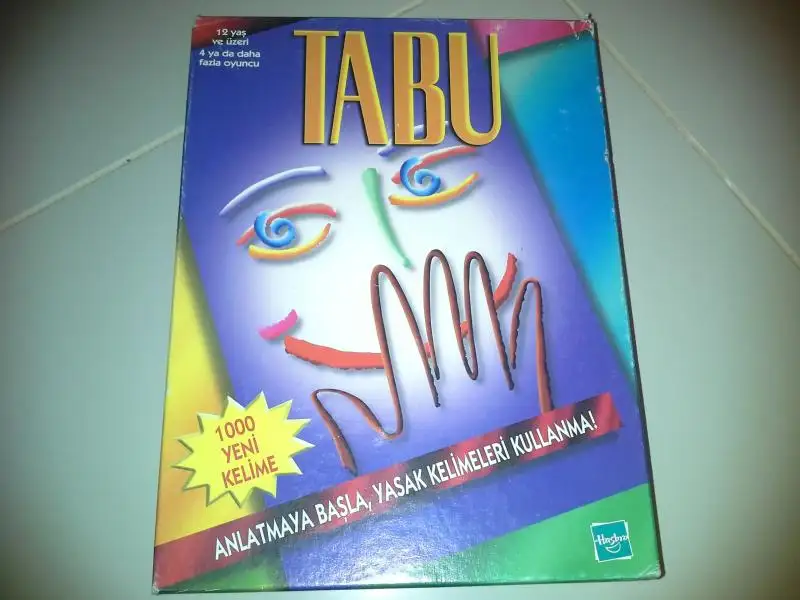 12 yaş
ve üzeri
4 ya da daha
fazla oyuncu
TABU
1000
YENİ
KELİME
ANLATMAYA BAŞLA, YASAK KELİMELERİ KULLANMA!
Hasbro